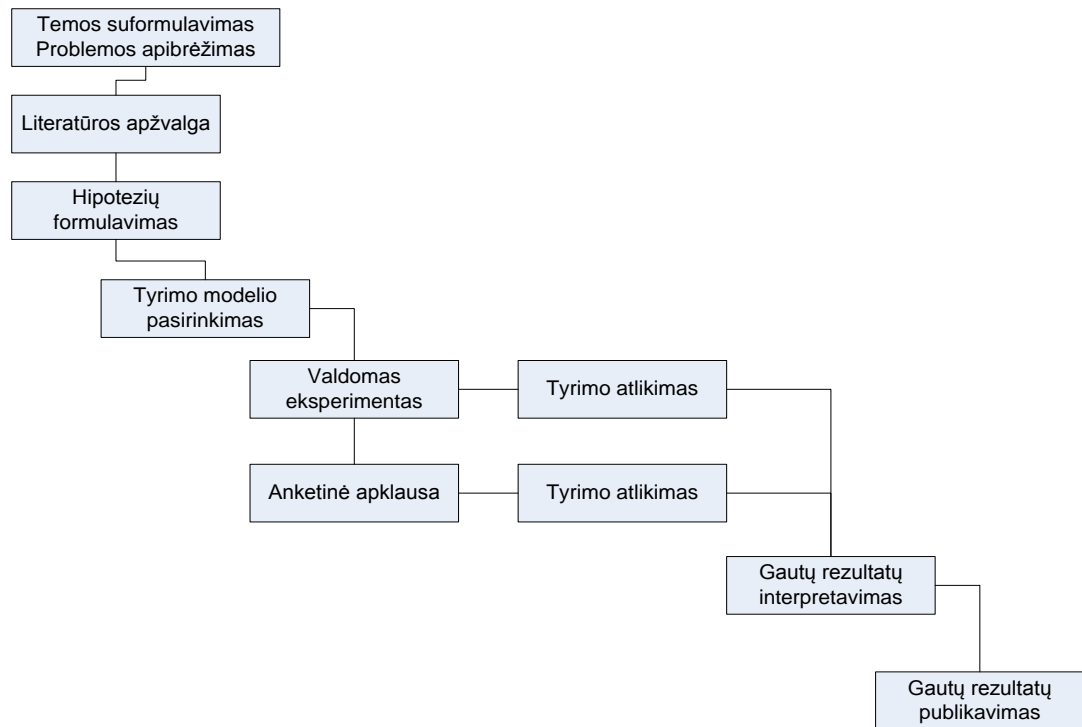 Temos suformulavimas
Problemos apibrėžimas
Literatūros apžvalga
Hipotezių
formulavimas
Tyrimo modelio
pasirinkimas
Valdomas
eksperimentas
Tyrimo atlikimas
Anketinė apklausa
Tyrimo atlikimas
Gautų rezultatų
interpretavimas
Gautų rezultatų
publikavimas